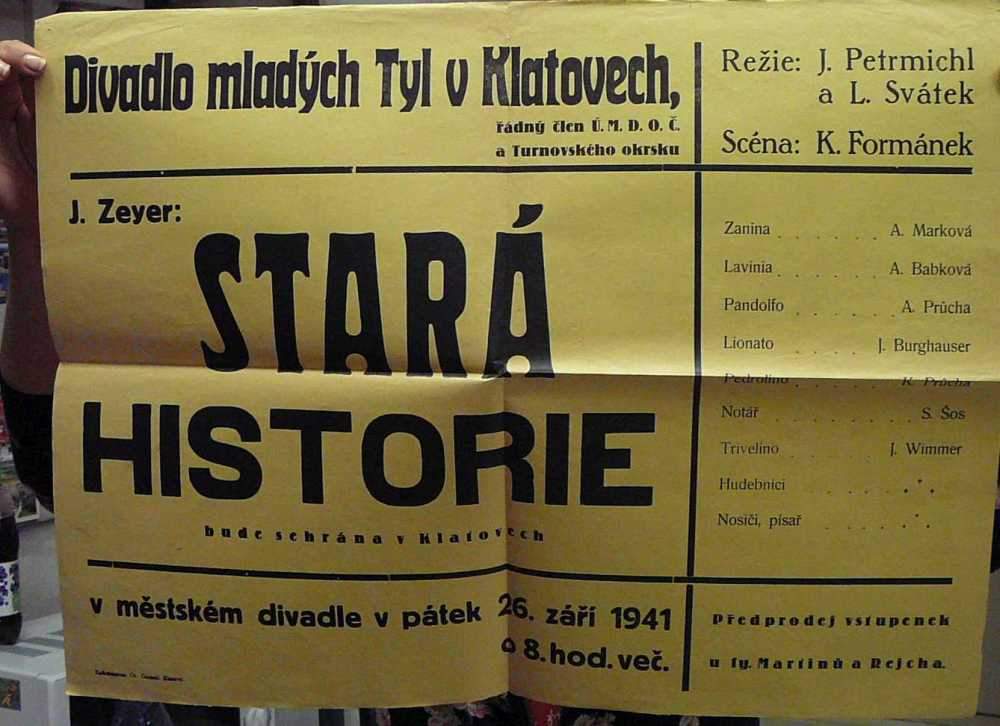 Divadlo mladých Tyl v Klatovech,
řádný člen Ú. M. D. O. Č.
a Turnovského okrsku
Režie: J. Petrmichl
a L. Svátek
Scéna: K. Formánek
J. Zeyer:
STARÁ
HISTORIE
bude sehrána v Klatovech
v městském divadle v pátek 26. září 1941
o 8. hod. več.
Zanina . . . . . . A. Marková
Lavinia . . . . . . A. Babková
Pandolfo . . . . . A. Průcha
Lionato . . . . . J. Burghauser
Pedrolino . . . . . R. Průcha
Notář . . . . . . S. Šos
Trivelino . . . . . J. Wimmer
Hudebníci . . . . .
Nosiči, písař . . . . .
Předprodej vstupenek
u fy. Martinů a Rejcha.